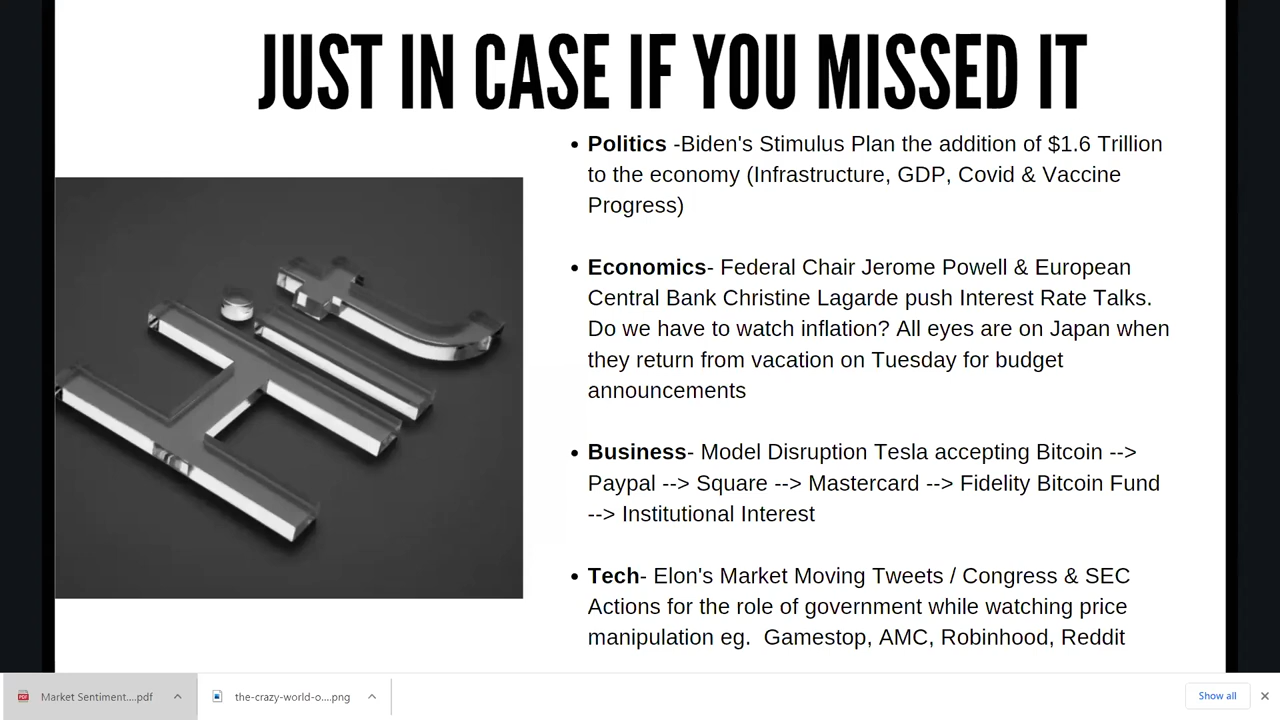 JUST IN CASE IF YOU MISSED IT
• Politics -Biden's Stimulus Plan the addition of $1.6 Trillion
to the economy (Infrastructure, GDP, Covid & Vaccine
Progress)
• Economics- Federal Chair Jerome Powell & European
Central Bank Christine Lagarde push Interest Rate Talks.
Do we have to watch inflation? All eyes are on Japan when
they return from vacation on Tuesday for budget
announcements
• Business- Model Disruption Tesla accepting Bitcoin -->
Paypal --> Square --> Mastercard --> Fidelity Bitcoin Fund
--> Institutional Interest
• Tech- Elon's Market Moving Tweets / Congress & SEC
Actions for the role of government while watching price
manipulation eg.  Gamestop, AMC, Robinhood, Reddit
Market Sentiment....pdf
the-crazy-world-o....png
Show all